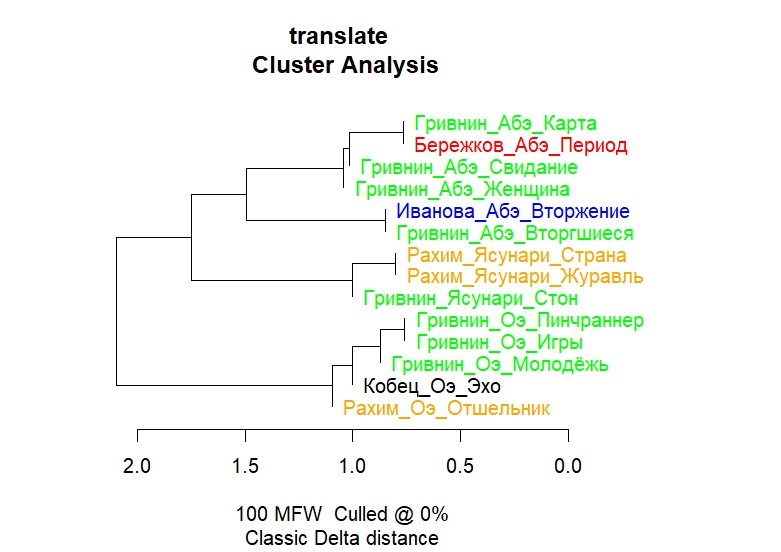 translate
Cluster Analysis
Гривнин_Абэ_Карта
Бережков_Абэ_Период
Гривнин_Абэ_Свидание
Гривнин_Абэ_Женщина
Иванова_Абэ_Вторжение
Гривнин_Абэ_Вторгшиеся
Рахим_Ясунари_Страна
Рахим_Ясунари_Журавль
Гривнин_Ясунари_Стон
Гривнин_Оэ_Пинчраннер
Гривнин_Оэ_Игры
Гривнин_Оэ_Молодёжь
Кобец_Оэ_Эхо
Рахим_Оэ_Отшельник
2.0 1.5 1.0 0.5 0.0
100 MFW Culled @ 0%
Classic Delta distance